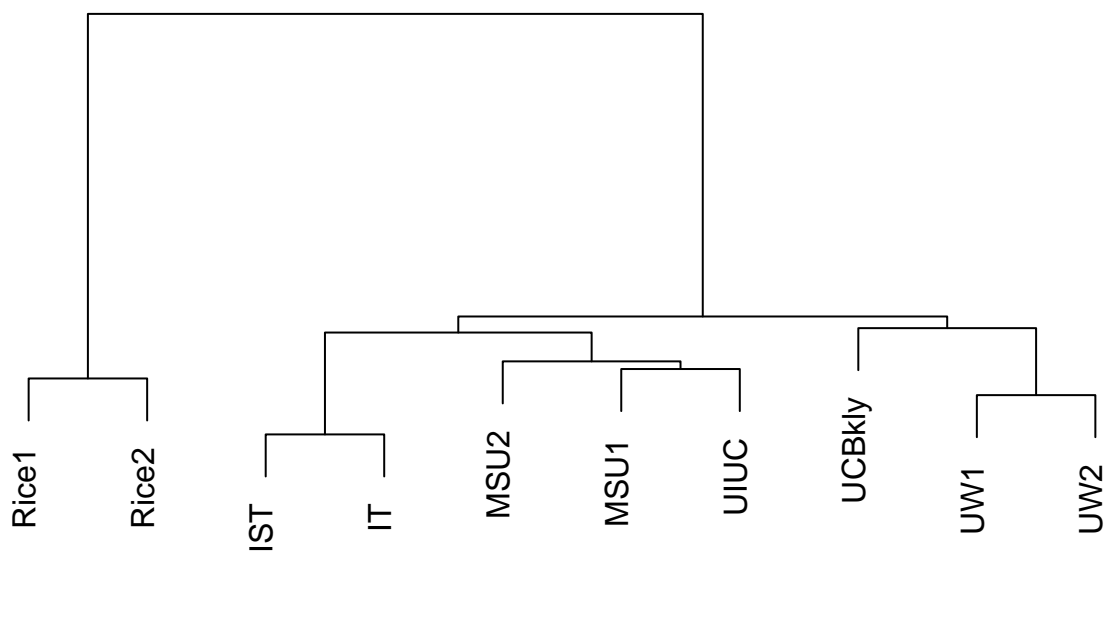 Rice1
Rice2
IST
IT
MSU2
MSU1
UIUC
UCBkly
UW1
UW2